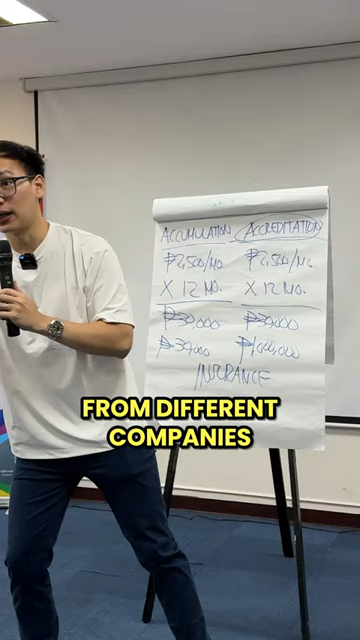 ACCUMULATION ACCREDITATION
₱2,500/MO. ₱2,500/MO.
X 12 MO. X 12 MO.
₱30,000 ₱30,000
₱30,000 ₱1,000,000
INSURANCE
FROM DIFFERENT
COMPANIES